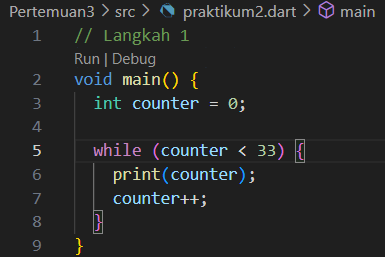 Pertemuan3 > src > praktikum2.dart > main
1 // Langkah 1
Run | Debug
2 void main() {
3 int counter = 0;
4
5 while (counter < 33) {
6 print(counter);
7 counter++;
8 }
9 }